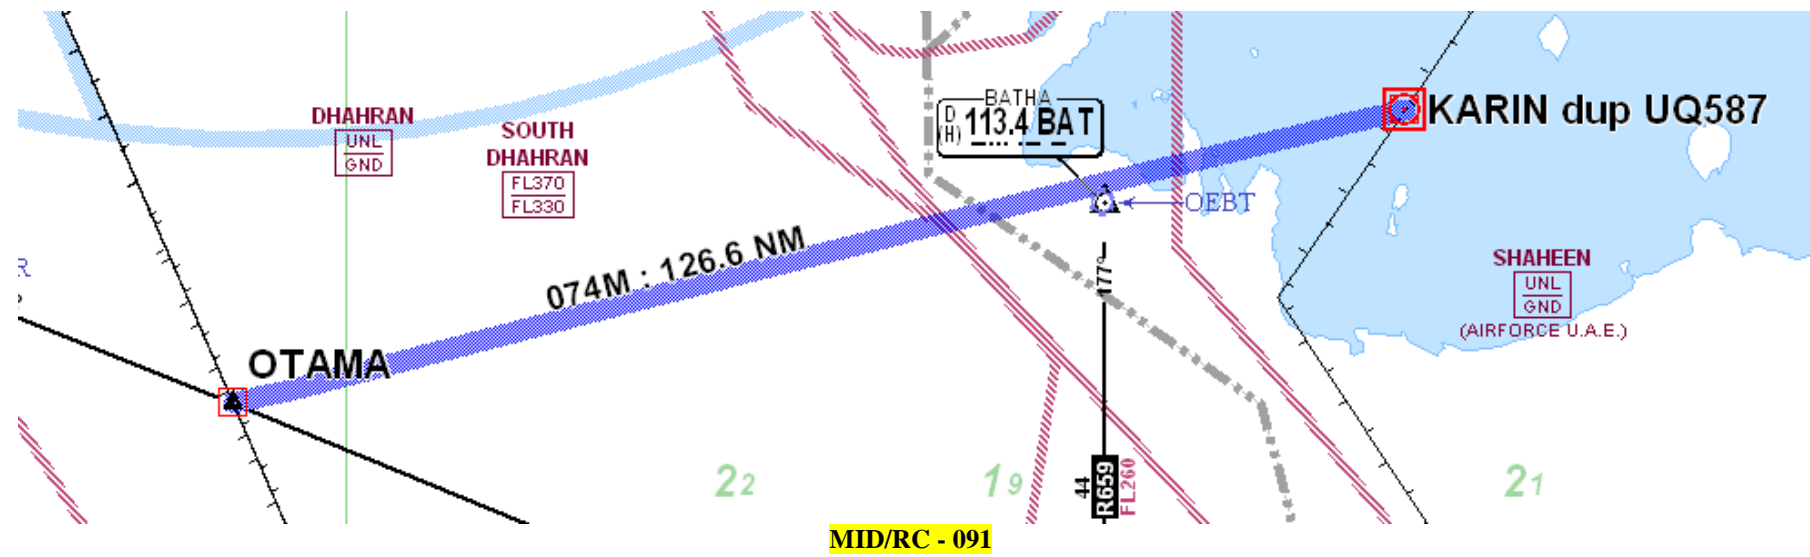 BATHA
D
(H)
113.4 BAT
KARIN dup UQ587
DHAHRAN
UNL
GND
SOUTH
DHAHRAN
FL370
FL330
OEBT
R
074M : 126.6 NM
177°
SHAHEEN
UNL
GND
(AIRFORCE U.A.E.)
OTAMA
22
19
44
R659
FL260
21
MID/RC - 091